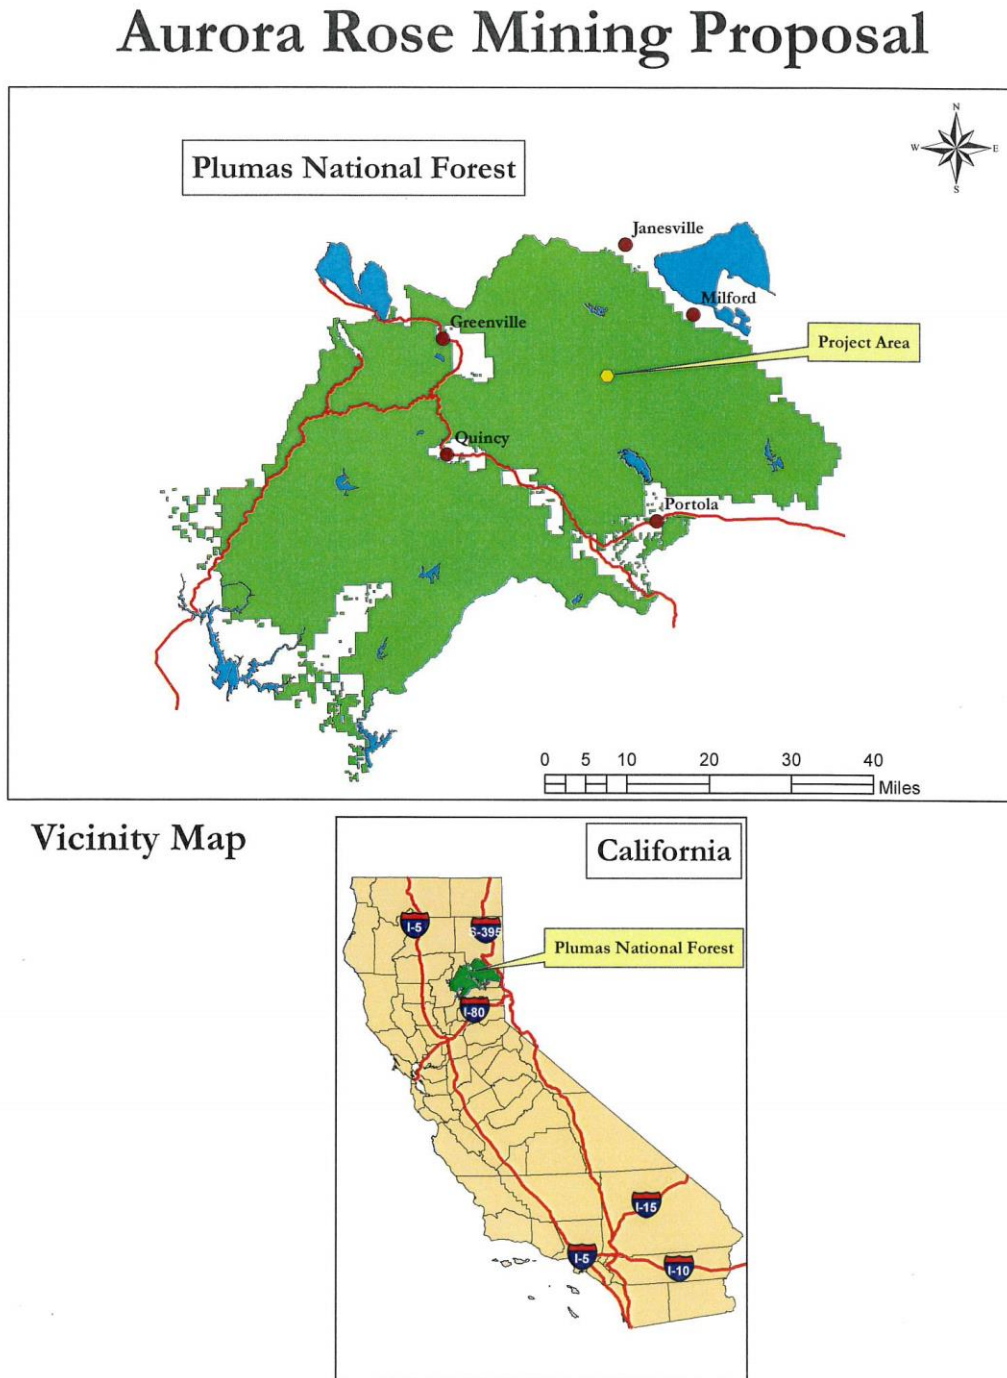 Aurora Rose Mining Proposal
Plumas National Forest
N
W E
S
Janesville
Milford
Greenville
Project Area
Quincy
Portola
0 5 10 20 30 40
Miles
Vicinity Map
California
I-5
S-395
Plumas National Forest
I-80
I-15
I-5
I-10